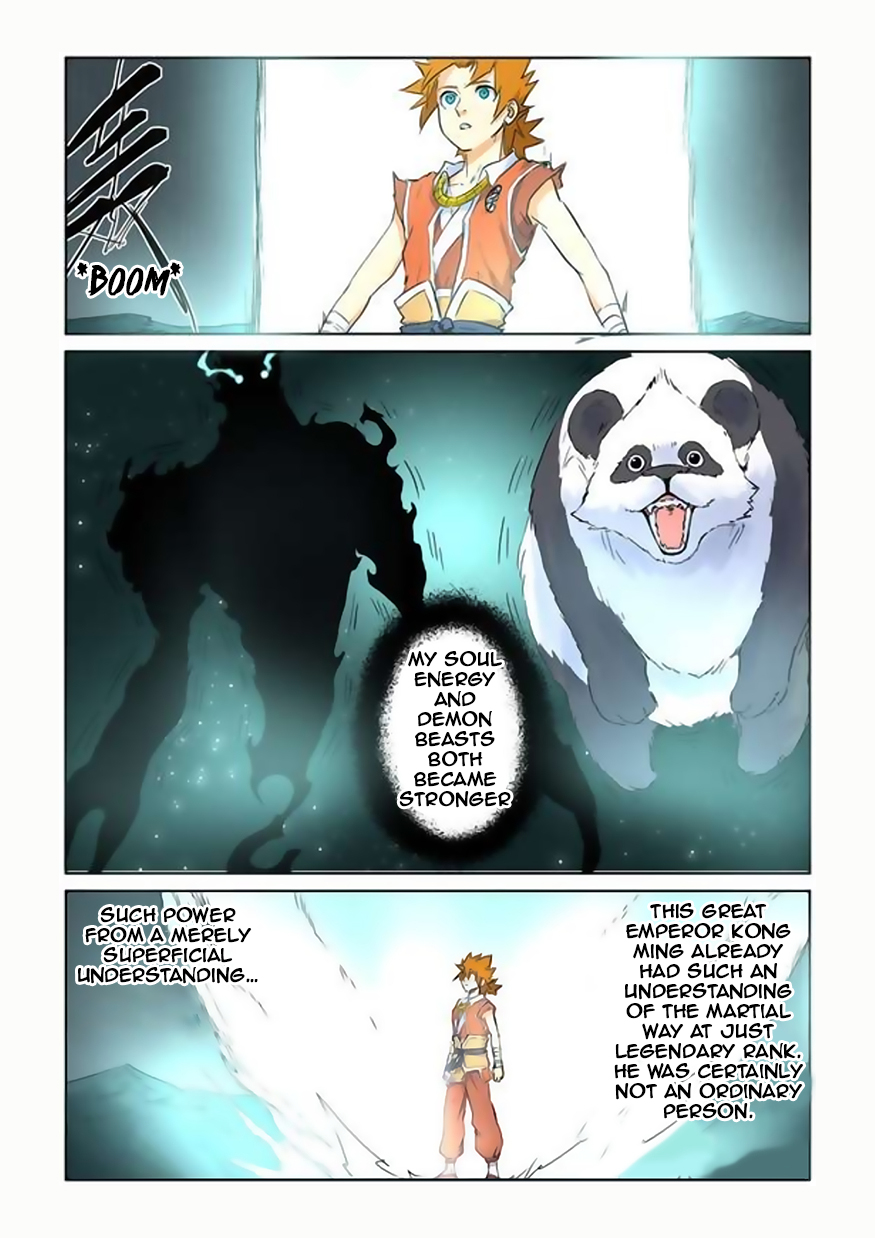 *BOOM*
MY SOUL
ENERGY
AND
DEMON
BEASTS
BOTH
BECAME
STRONGER
THIS GREAT
EMPEROR KONG
MING ALREADY
HAD SUCH AN
UNDERSTANDING
OF THE MARTIAL
WAY AT JUST
LEGENDARY RANK.
HE WAS CERTAINLY
NOT AN ORDINARY
PERSON.
SUCH POWER
FROM A MERELY
SUPERFICIAL
UNDERSTANDING...